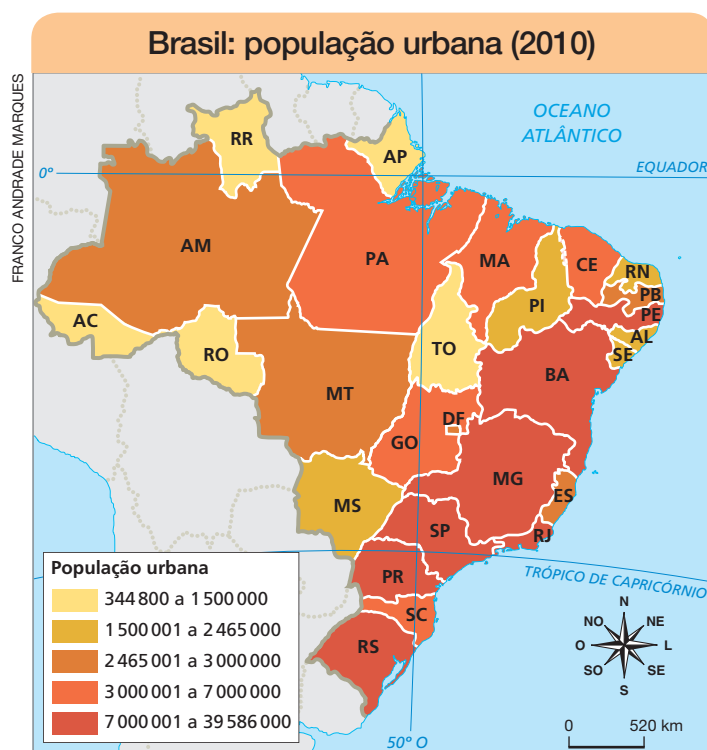 Brasil: população urbana (2010)
FRANCO ANDRADE MARQUES
OCEANO
ATLÂNTICO
EQUADOR
0°
RR
AP
AM
PA
MA
CE
RN
PB
PE
PI
AL
SE
AC
RO
TO
BA
MT
DF
GO
MG
ES
MS
SP
RJ
PR
SC
RS
TRÓPICO DE CAPRICÓRNIO
50° O
População urbana
344 800 a 1 500 000
1 500 001 a 2 465 000
2 465 001 a 3 000 000
3 000 001 a 7 000 000
7 000 001 a 39 586 000
N
NO NE
O L
SO SE
S
0 520 km